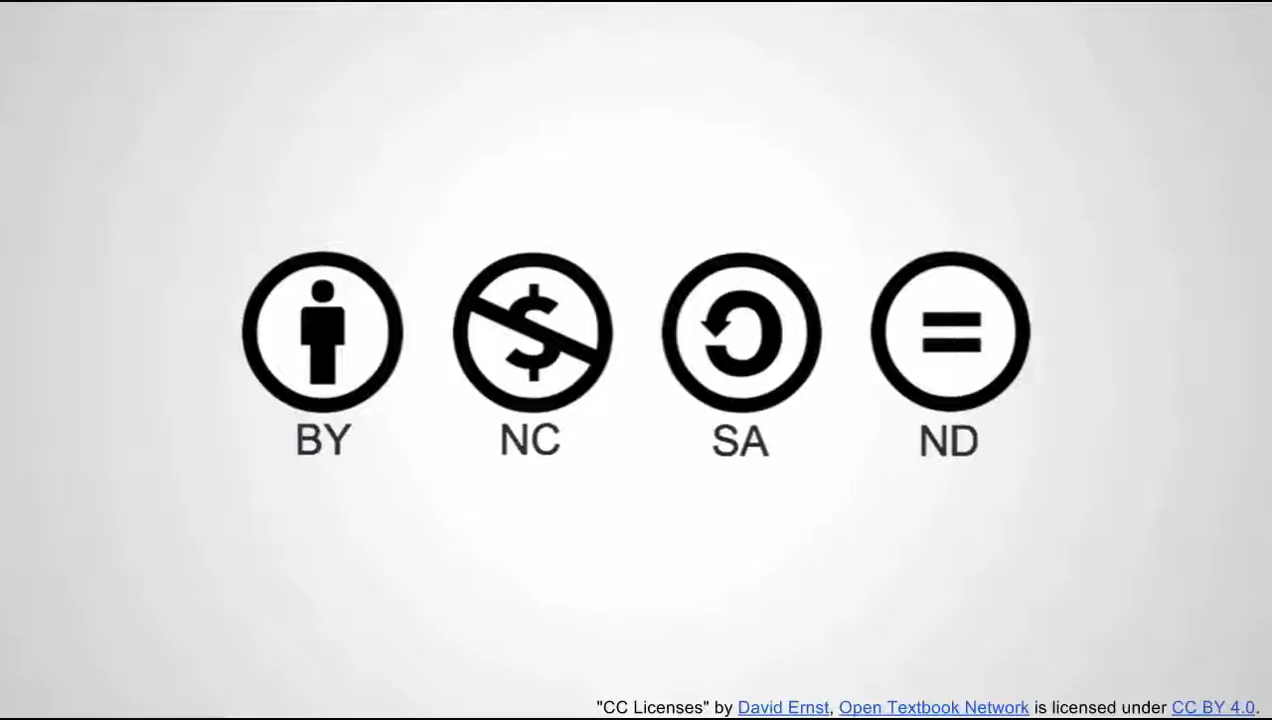 BY NC SA ND
"CC Licenses" by David Ernst, Open Textbook Network is licensed under CC BY 4.0.